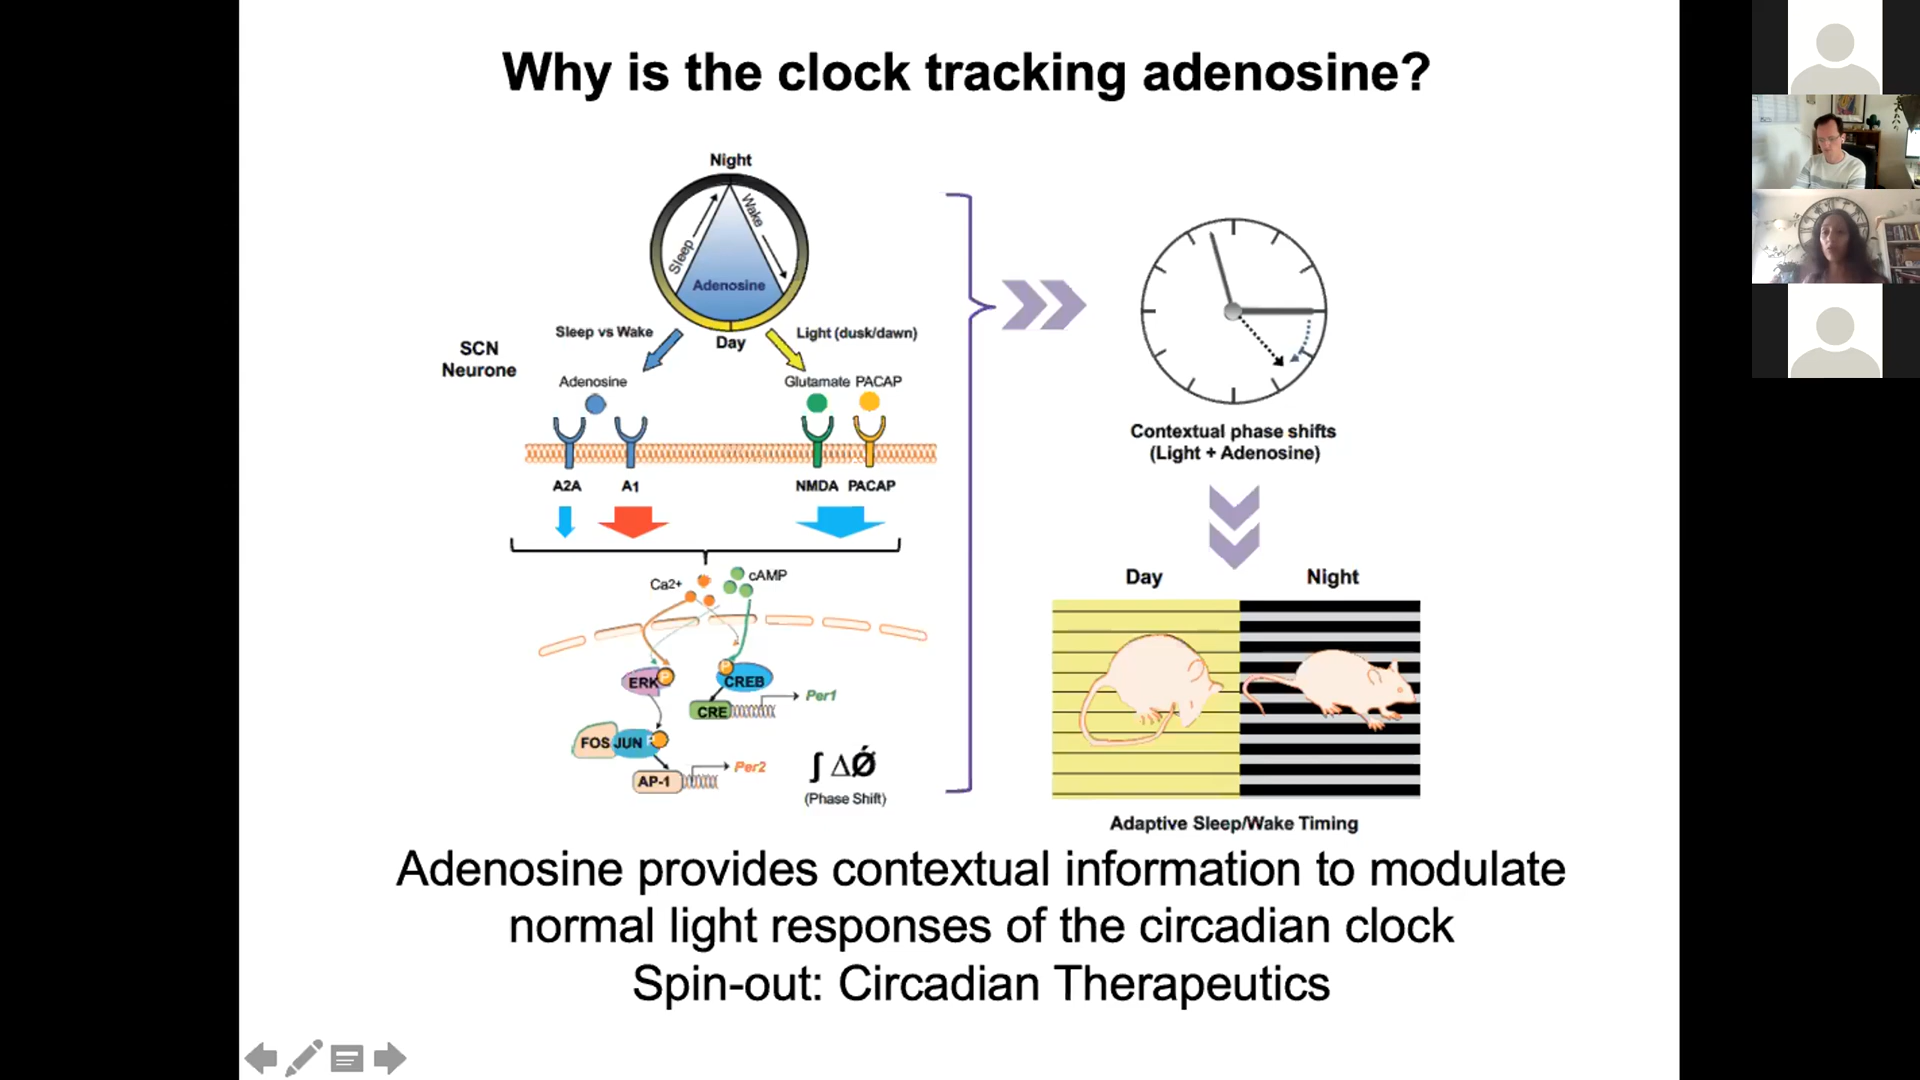 Why is the clock tracking adenosine?
Night
Sleep
Wake
Adenosine
Day
Sleep vs Wake
Light (dusk/dawn)
SCN
Neurone
Adenosine
Glutamate PACAP
A2A
A1
NMDA PACAP
Ca2+
cAMP
ERK P
P CREB
CRE
Per1
FOS JUN P
AP-1
Per2
∫ ΔǾ
(Phase Shift)
Contextual phase shifts
(Light + Adenosine)
Day
Night
Adaptive Sleep/Wake Timing
Adenosine provides contextual information to modulate
normal light responses of the circadian clock
Spin-out: Circadian Therapeutics